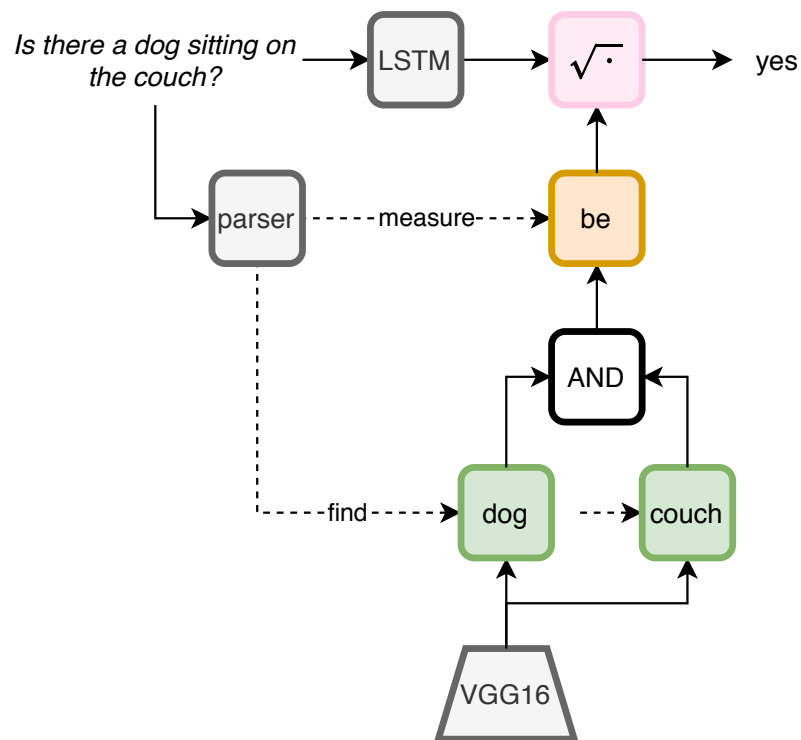 Is there a dog sitting on
the couch?
LSTM
√·
yes
parser
measure
be
AND
find
dog
couch
VGG16